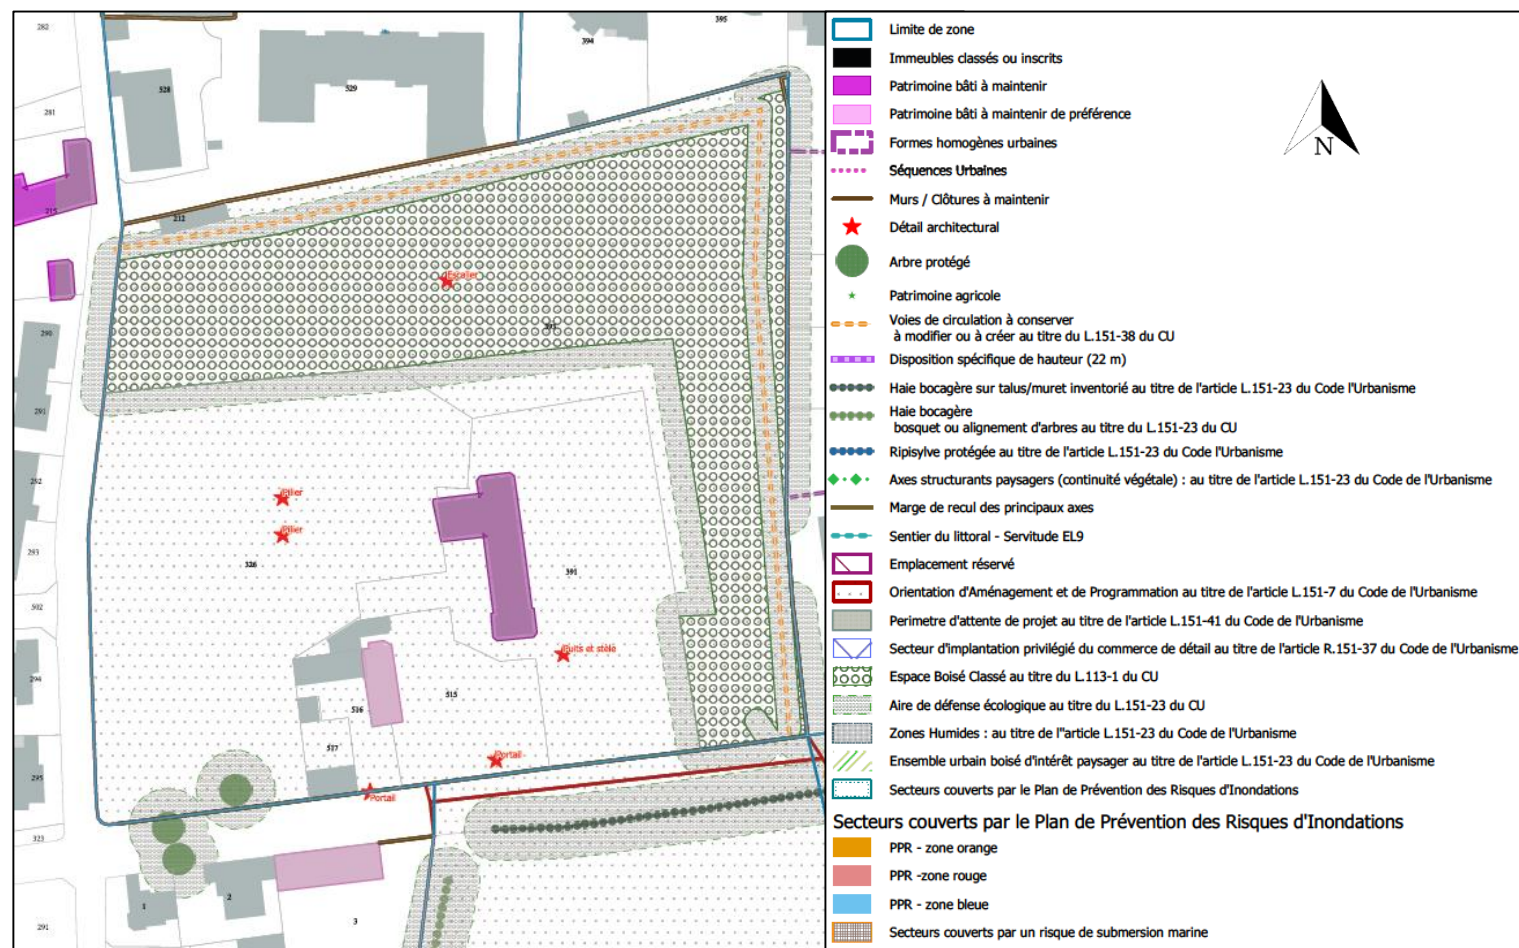 282
395
394
328
329
281
215
212
Escalier
393
290
291
292
Pilier
Pilier
293
326
391
302
Puits et stèle
294
515
516
517
Portail
295
Portail
323
2
1
3
291
N
Limite de zone
Immeubles classés ou inscrits
Patrimoine bâti à maintenir
Patrimoine bâti à maintenir de préférence
Formes homogènes urbaines
Séquences Urbaines
Murs / Clôtures à maintenir
Détail architectural
Arbre protégé
Patrimoine agricole
Voies de circulation à conserver
à modifier ou à créer au titre du L.151-38 du CU
Disposition spécifique de hauteur (22 m)
Haie bocagère sur talus/muret inventorié au titre de l'article L.151-23 du Code l'Urbanisme
Haie bocagère
bosquet ou alignement d'arbres au titre du L.151-23 du CU
Ripisylve protégée au titre de l'article L.151-23 du Code l'Urbanisme
Axes structurants paysagers (continuité végétale) : au titre de l'article L.151-23 du Code de l'Urbanisme
Marge de recul des principaux axes
Sentier du littoral - Servitude EL9
Emplacement réservé
Orientation d'Aménagement et de Programmation au titre de l'article L.151-7 du Code de l'Urbanisme
Perimetre d'attente de projet au titre de l'article L.151-41 du Code de l'Urbanisme
Secteur d'implantation privilégié du commerce de détail au titre de l'article R.151-37 du Code de l'Urbanisme
Espace Boisé Classé au titre du L.113-1 du CU
Aire de défense écologique au titre du L.151-23 du CU
Zones Humides : au titre de l"article L.151-23 du Code de l'Urbanisme
Ensemble urbain boisé d'intérêt paysager au titre de l'article L.151-23 du Code de l'Urbanisme
Secteurs couverts par le Plan de Prévention des Risques d'Inondations
Secteurs couverts par le Plan de Prévention des Risques d'Inondations
PPR - zone orange
PPR -zone rouge
PPR - zone bleue
Secteurs couverts par un risque de submersion marine